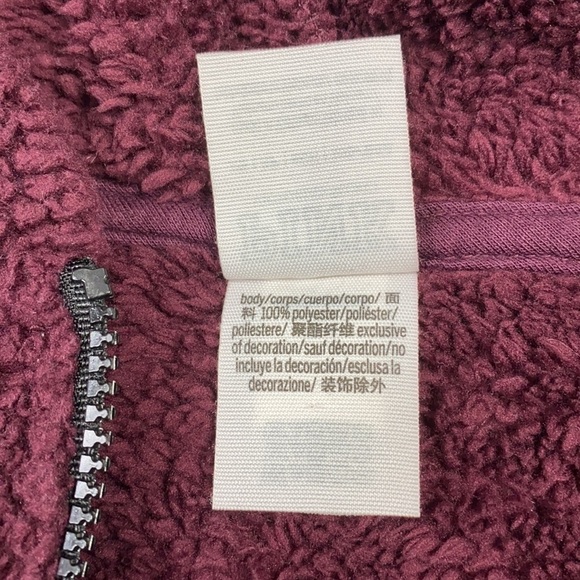 body/corps/cuerpo/corpo/ 面
料 100% polyester/poliéster/
poliestere/ 聚酯纤维 exclusive
of decoration/sauf décoration/no
incluye la decoración/esclusa la
decorazione/ 装饰除外